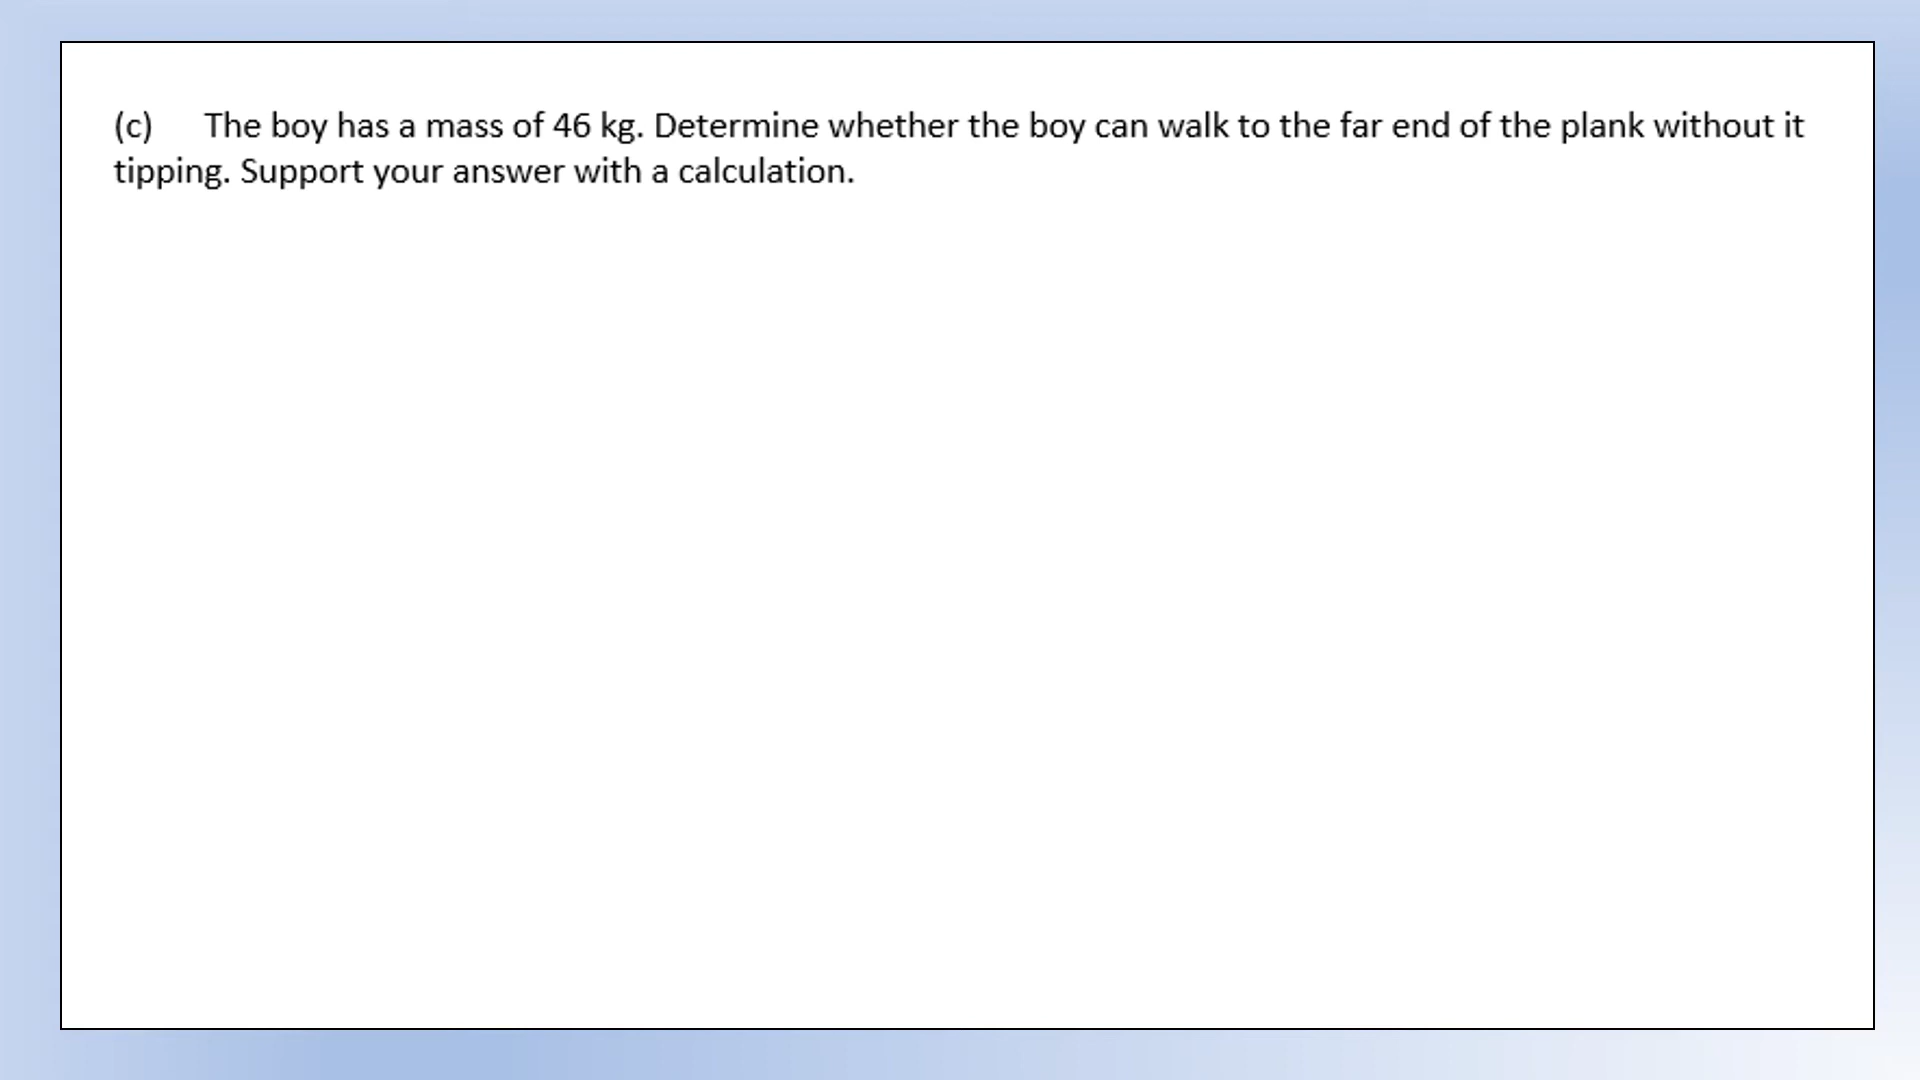 (c) The boy has a mass of 46 kg. Determine whether the boy can walk to the far end of the plank without it
tipping. Support your answer with a calculation.